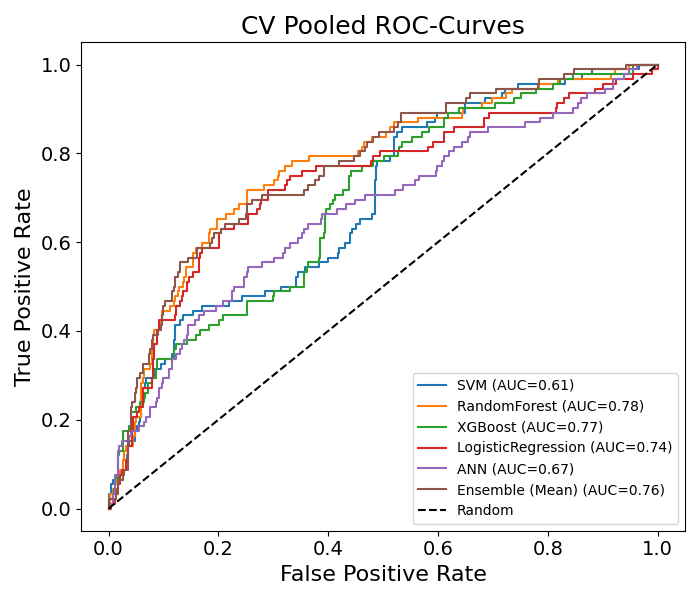 CV Pooled ROC-Curves
True Positive Rate
1.0
0.8
0.6
0.4
0.2
0.0
SVM (AUC=0.61)
RandomForest (AUC=0.78)
XGBoost (AUC=0.77)
LogisticRegression (AUC=0.74)
ANN (AUC=0.67)
Ensemble (Mean) (AUC=0.76)
Random
0.0 0.2 0.4 0.6 0.8 1.0
False Positive Rate